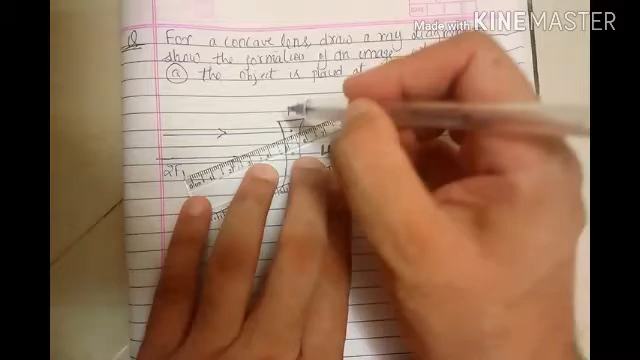 Made with KINEMASTER
Q For a concave lens, draw a ray diagram
show the formation of an image
(a) the object is placed at
2F1